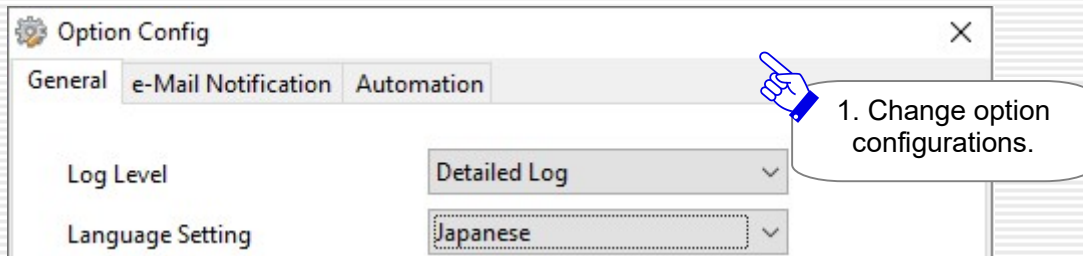 Option Config
General e-Mail Notification Automation
1. Change option
configurations.
Log Level Detailed Log
Language Setting Japanese